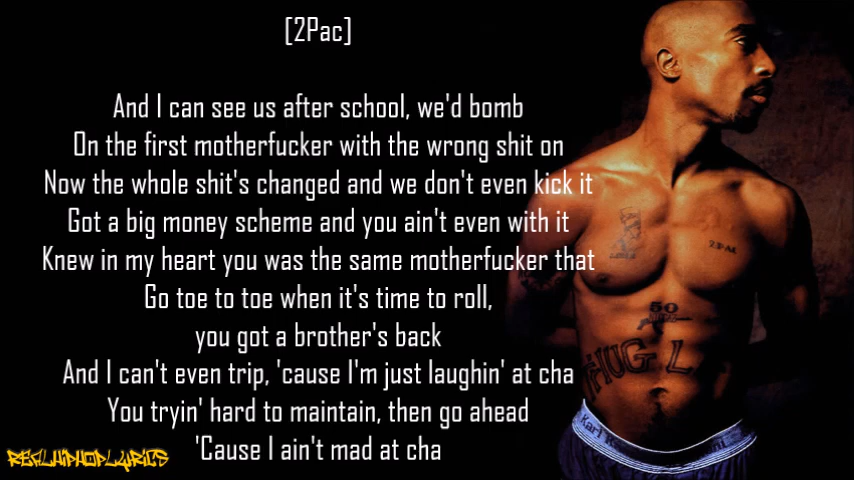 [2Pac]
And I can see us after school, we'd bomb
On the first motherfucker with the wrong shit on
Now the whole shit's changed and we don't even kick it
Got a big money scheme and you ain't even with it
Knew in my heart you was the same motherfucker that
Go toe to toe when it's time to roll,
you got a brother's back
And I can't even trip, 'cause I'm just laughin' at cha
You tryin' hard to maintain, then go ahead
'Cause I ain't mad at cha
2PAC
50
THUG L
Karl
REALHIPHOPLYRICS